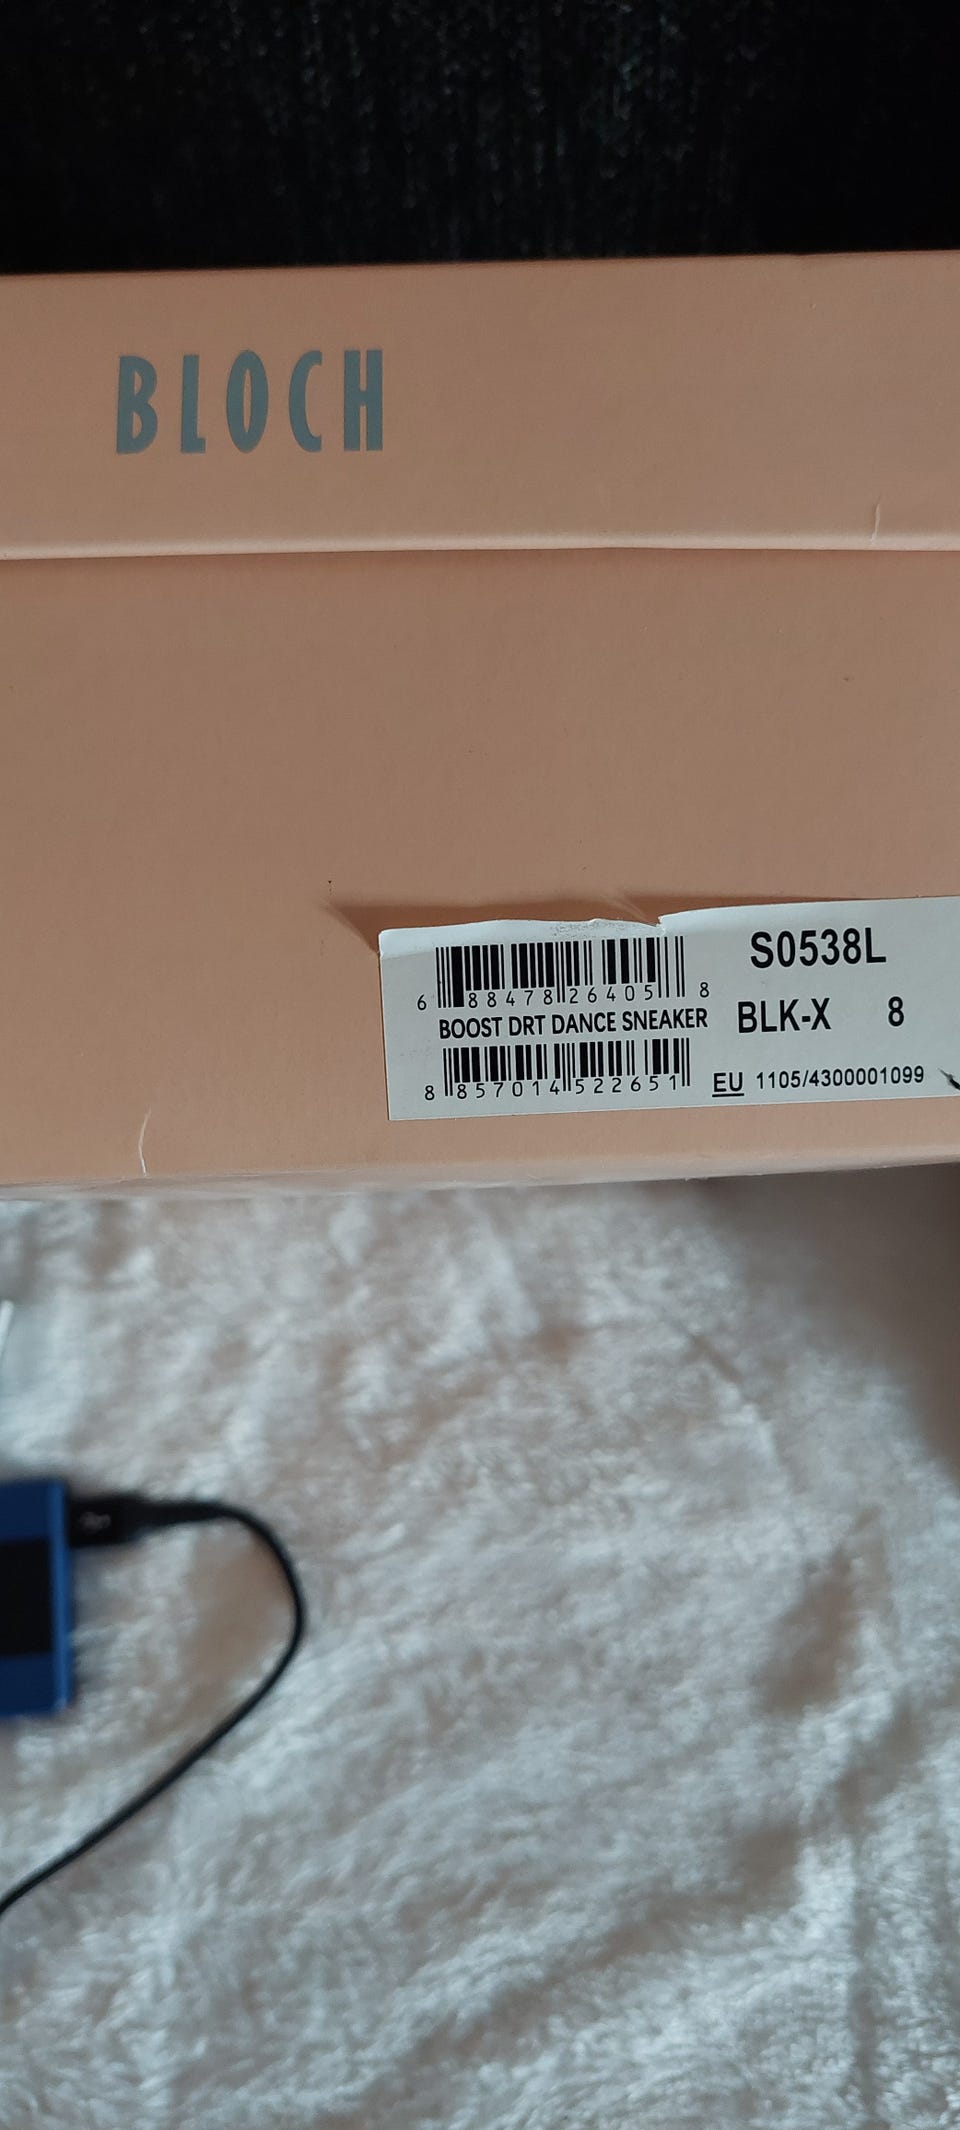 BLOCH
S0538L
6 88478 26405 8
BOOST DRT DANCE SNEAKER
BLK-X 8
8 857014 522651
EU 1105/4300001099